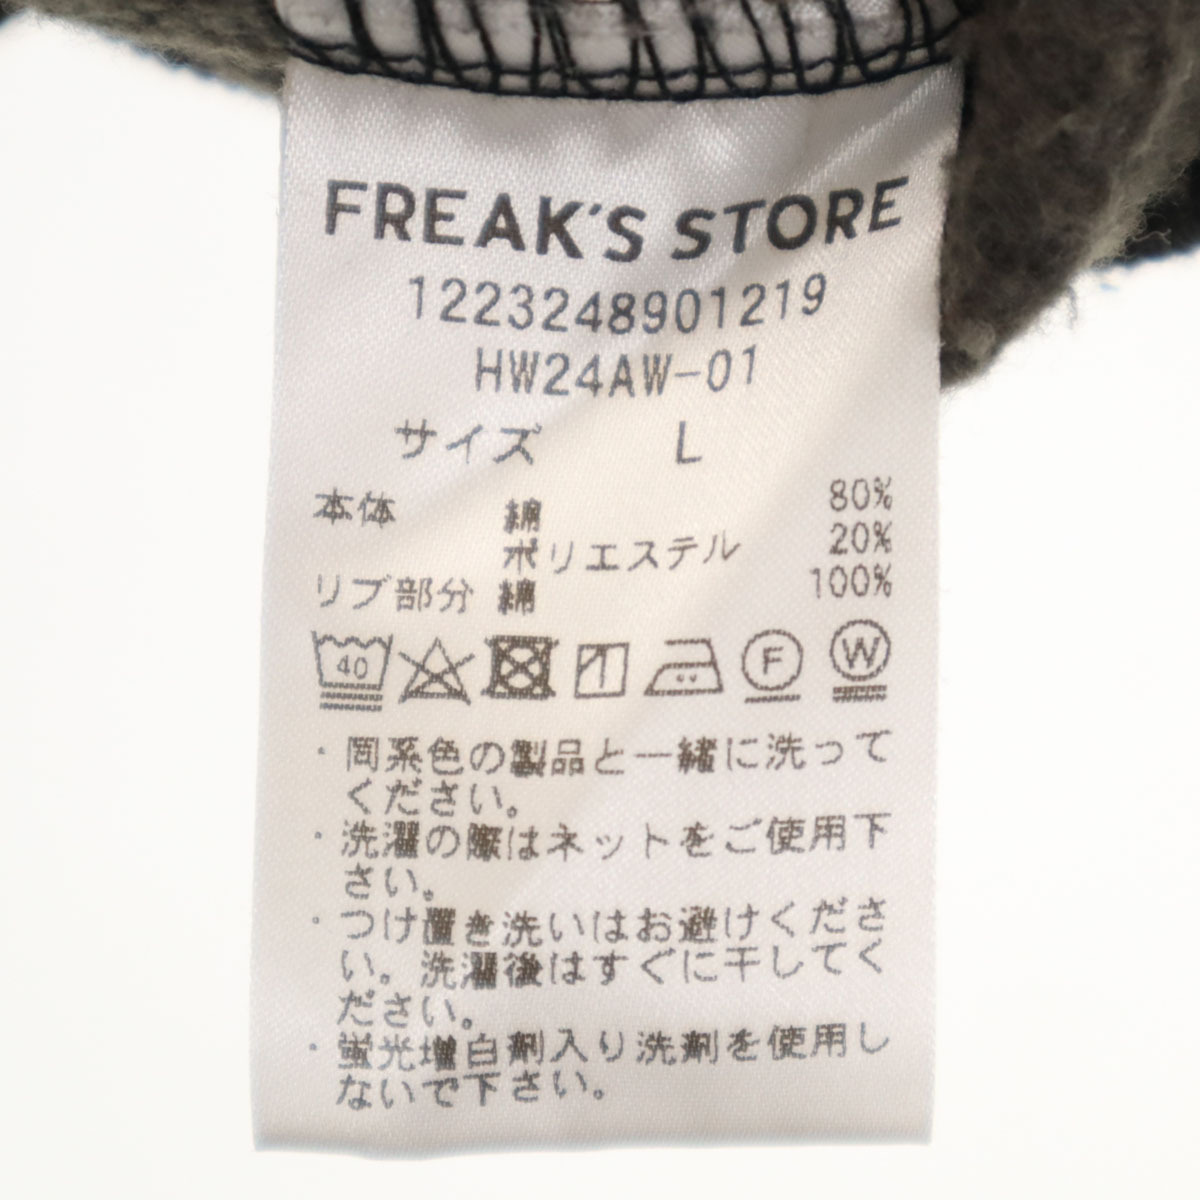 FREAK'S STORE
1223248901219
HW24AW-01
サイズ L
本体 綿 80%
ポリエステル 20%
リブ部分 綿 100%
40 F W
・同系色の製品と一緒に洗って
ください。
・洗濯の際はネットをご使用下
さい。
・つけ置き洗いはお避けくださ
い。洗濯後はすぐに干してく
ださい。
・蛍光増白剤入り洗剤を使用し
ないで下さい。